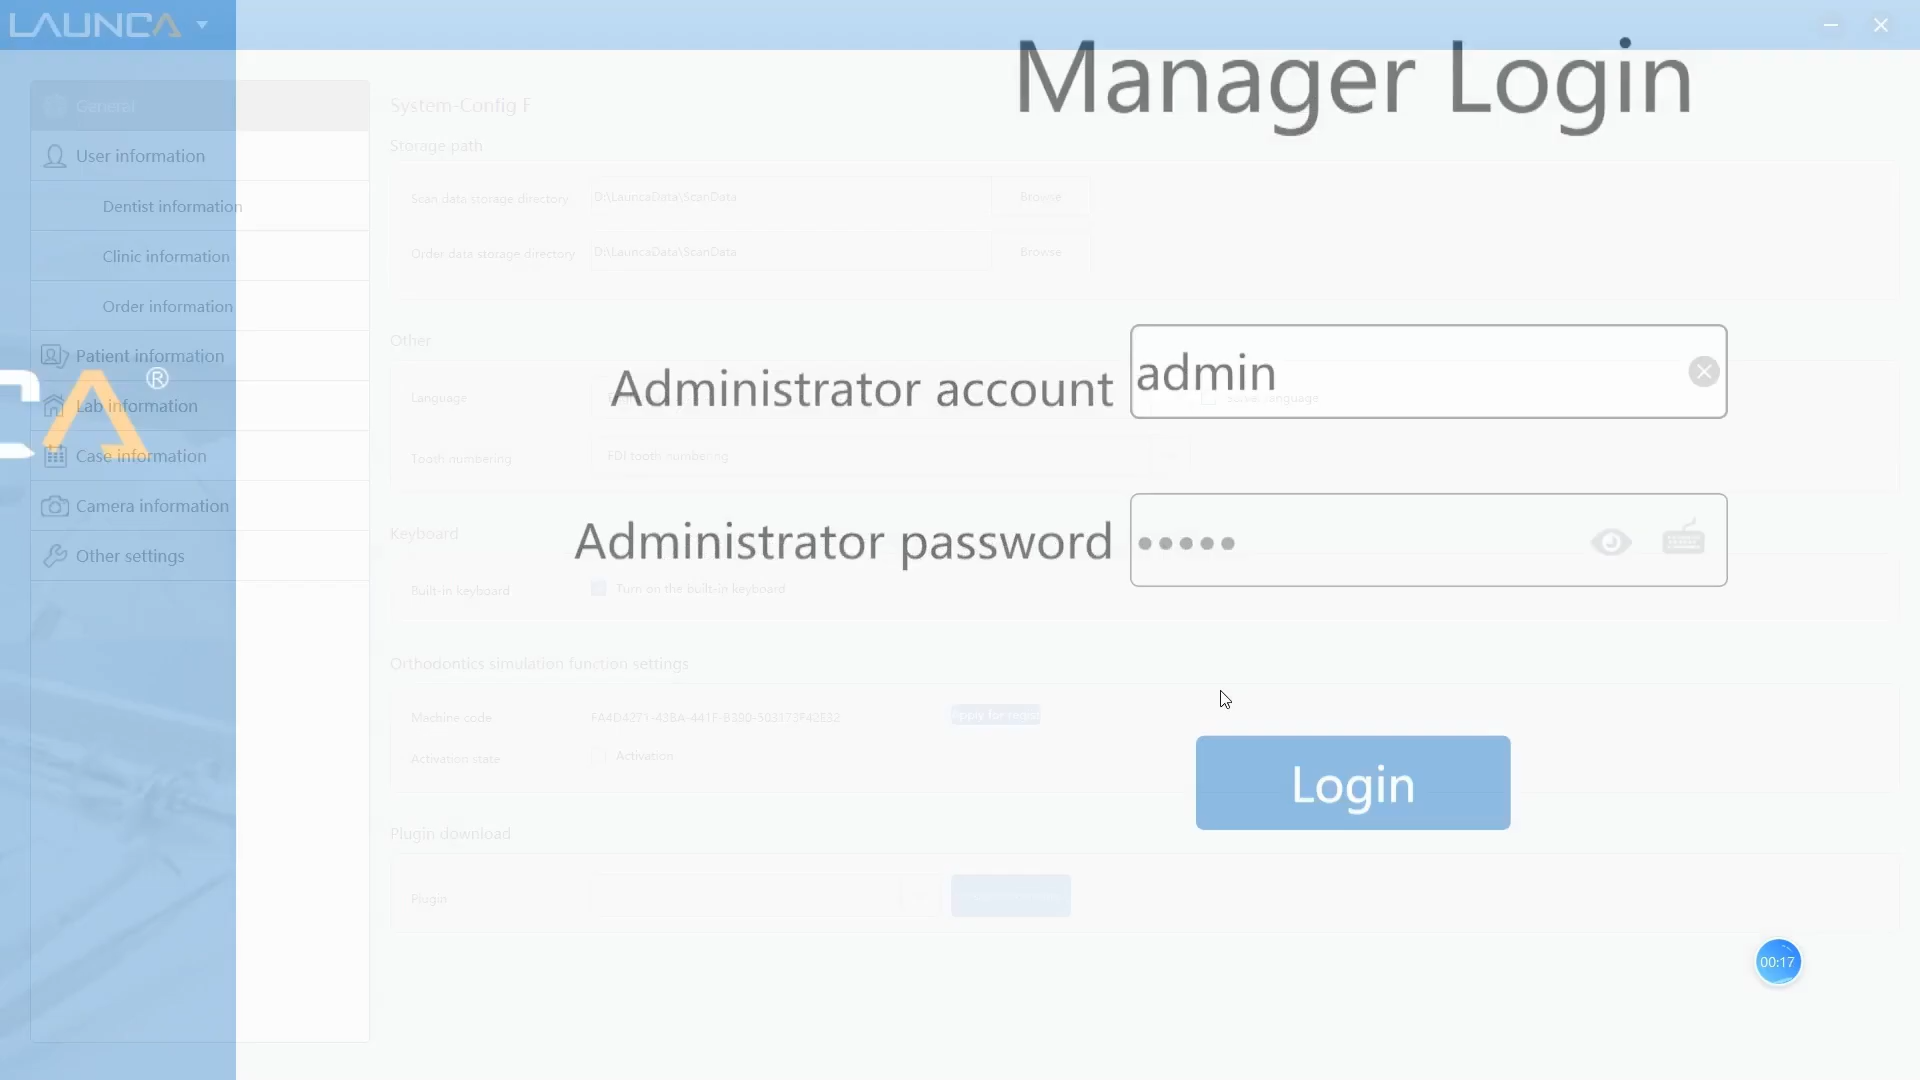 LAUNCA
Manager Login
General
User information
Dentist information
Clinic information
Order information
Patient information
Lab information
Case information
Camera information
Other settings
CA®
System-Config F
Storage path
Scan data storage directory D:\LauncaData\ScanData Browse
Order data storage directory D:\LauncaData\ScanData Browse
Other
Administrator account admin
Language language
Tooth numbering FDI tooth numbering
Administrator password •••••
Keyboard
Built-in keyboard Turn on the built-in keyboard
Orthodontics simulation function settings
Machine code
Activation state Activation
Login
Plugin download
Plugin
00:17